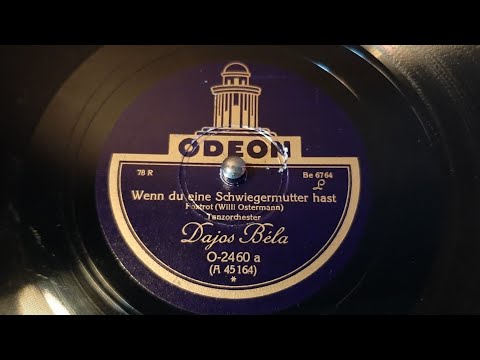 ODEON
78 R
Be 6764
L
Wenn du eine Schwiegermutter hast
Foxtrot (Willi Ostermann)
Tanzorchester
Dajos Béla
O-2460 a
(A 45164)
*